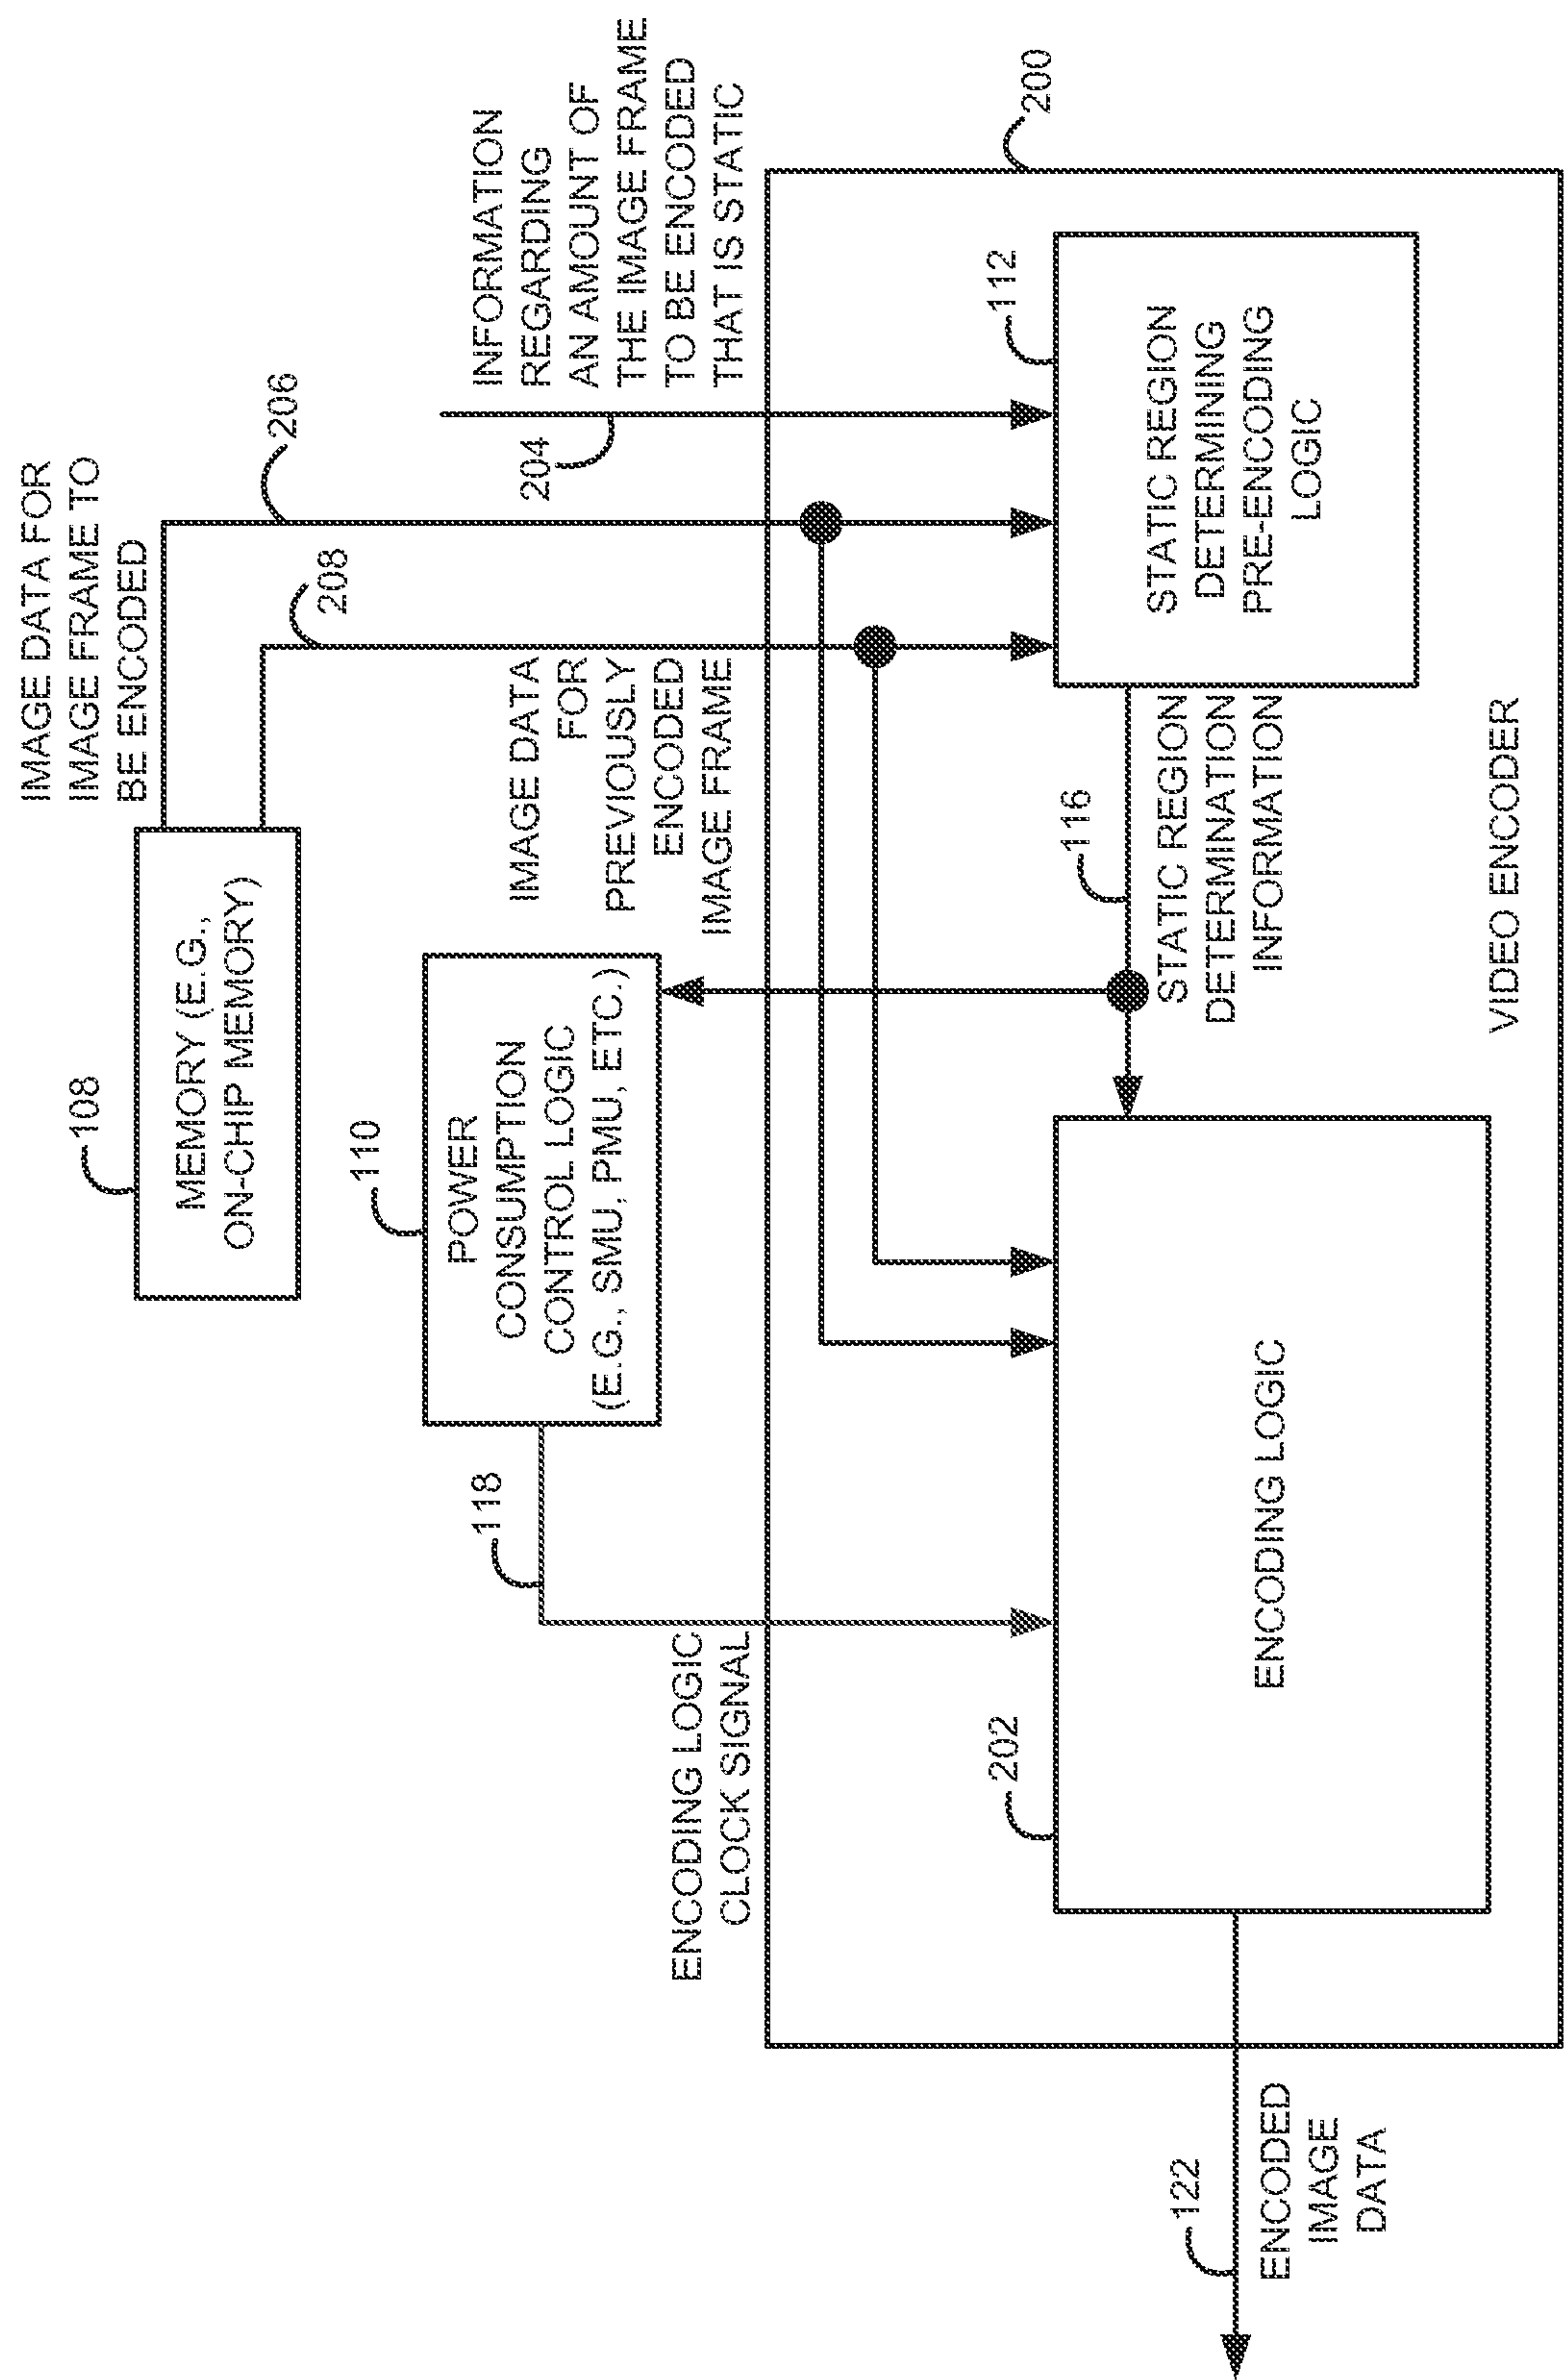 IMAGE DATA FOR
IMAGE FRAME TO
BE ENCODED
108
MEMORY (E.G.,
ON-CHIP MEMORY)
206
208
110
POWER
CONSUMPTION
CONTROL LOGIC
(E.G., SMU, PMU, ETC.)
118
IMAGE DATA
FOR
PREVIOUSLY
ENCODED
IMAGE FRAME
204
INFORMATION
REGARDING
AN AMOUNT OF
THE IMAGE FRAME
TO BE ENCODED
THAT IS STATIC
ENCODING LOGIC
CLOCK SIGNAL
200
202
ENCODING LOGIC
116
STATIC REGION
DETERMINATION
INFORMATION
112
STATIC REGION
DETERMINING
PRE-ENCODING
LOGIC
122
ENCODED
IMAGE
DATA
VIDEO ENCODER